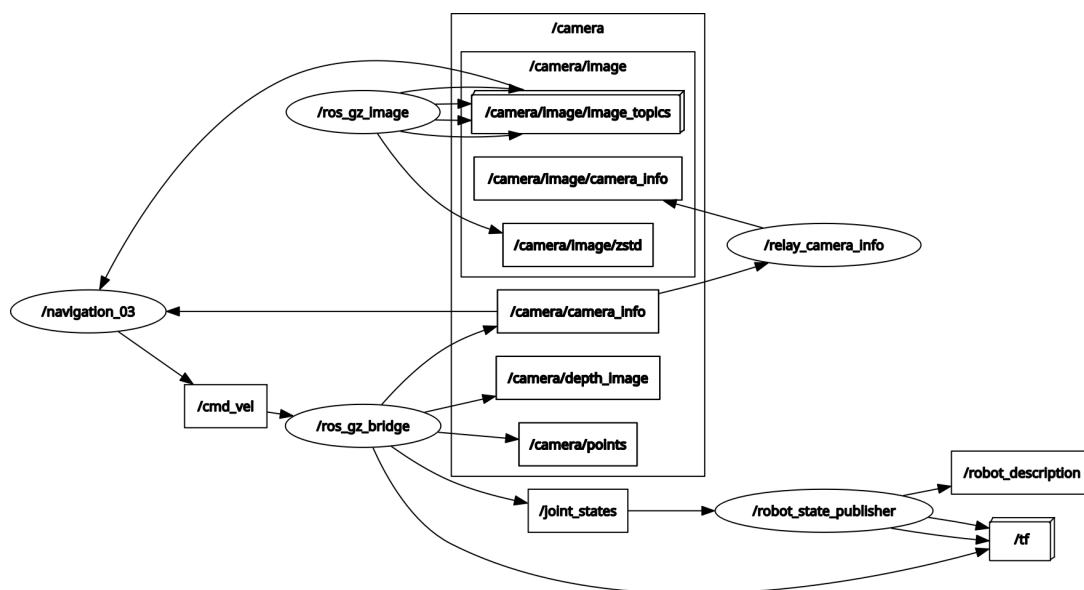 /camera
/camera/image
/ros_gz_image
/camera/image/image_topics
/camera/image/camera_info
/camera/image/zstd
/relay_camera_info
/navigation_03
/camera/camera_info
/camera/depth_image
/cmd_vel
/ros_gz_bridge
/camera/points
/robot_description
/joint_states
/robot_state_publisher
/tf